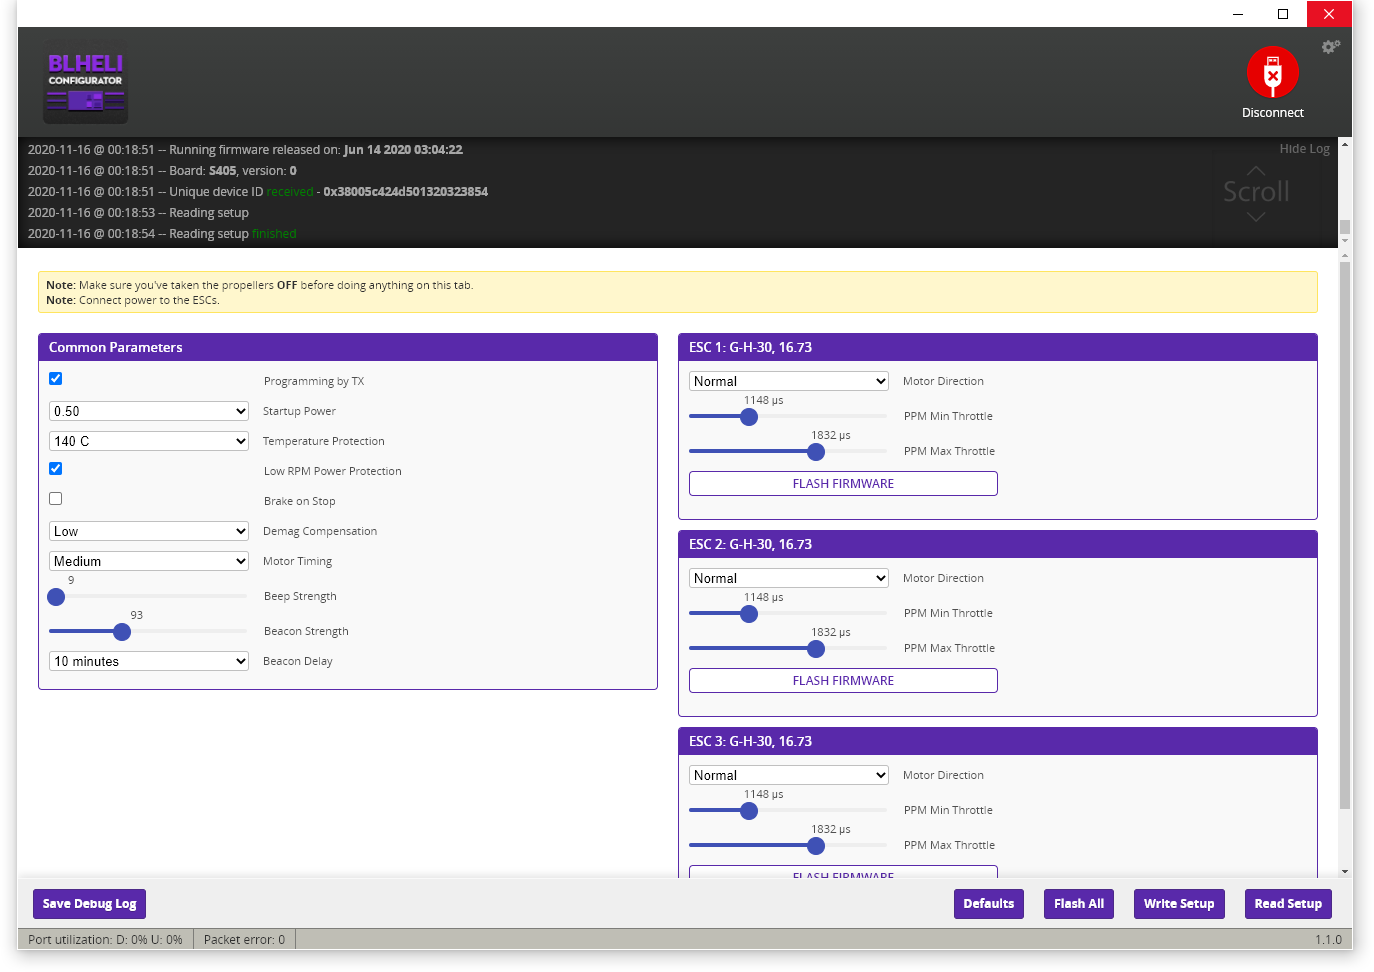 BLHELI
CONFIGURATOR
Disconnect
2020-11-16 @ 00:18:51 -- Running firmware released on: Jun 14 2020 03:04:22
Hide Log
2020-11-16 @ 00:18:51 -- Board: S405, version: 0
2020-11-16 @ 00:18:51 -- Unique device ID received - 0x38005c424d501320323854
Scroll
2020-11-16 @ 00:18:53 -- Reading setup
2020-11-16 @ 00:18:54 -- Reading setup finished
Note: Make sure you've taken the propellers OFF before doing anything on this tab.
Note: Connect power to the ESCs.
Common Parameters
Programming by TX
0.50 Startup Power
140 C Temperature Protection
Low RPM Power Protection
Brake on Stop
Low Demag Compensation
Medium Motor Timing
9
Beep Strength
93
Beacon Strength
10 minutes Beacon Delay
ESC 1: G-H-30, 16.73
Normal Motor Direction
1148 µs
PPM Min Throttle
1832 µs
PPM Max Throttle
FLASH FIRMWARE
ESC 2: G-H-30, 16.73
Normal Motor Direction
1148 µs
PPM Min Throttle
1832 µs
PPM Max Throttle
FLASH FIRMWARE
ESC 3: G-H-30, 16.73
Normal Motor Direction
1148 µs
PPM Min Throttle
1832 µs
PPM Max Throttle
FLASH FIRMWARE
Save Debug Log
Defaults Flash All Write Setup Read Setup
Port utilization: D: 0% U: 0% Packet error: 0 1.1.0